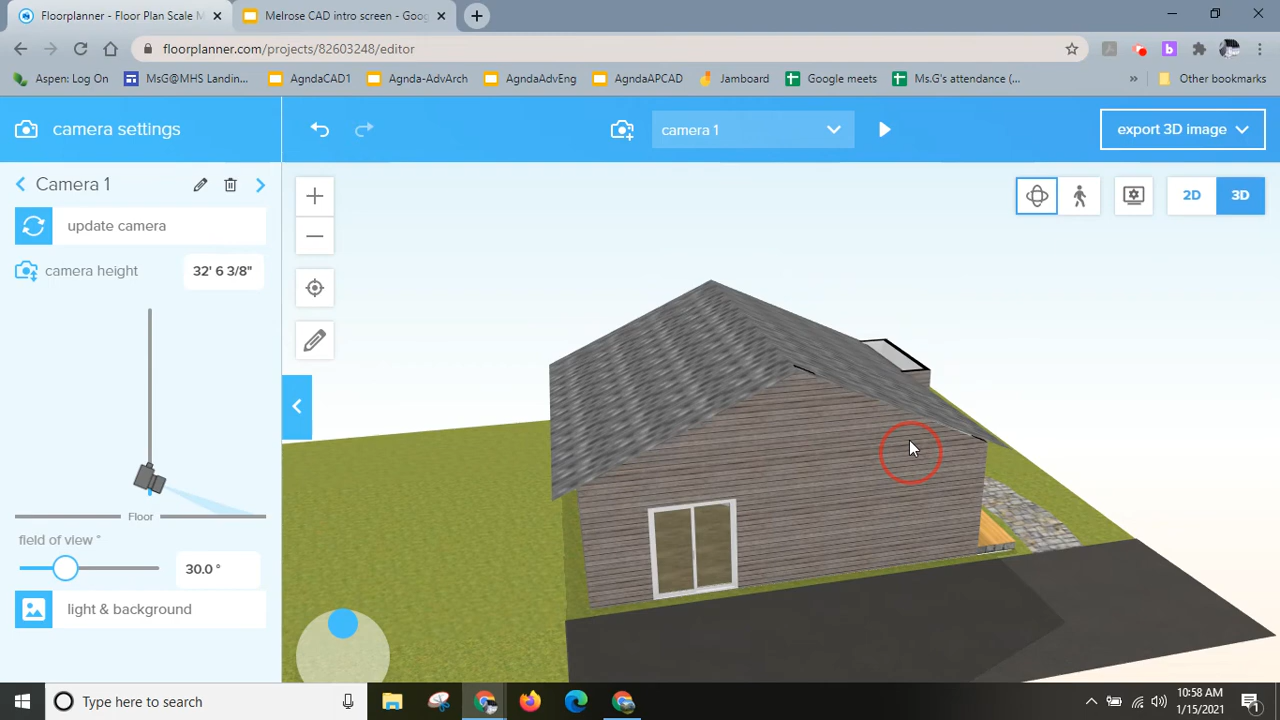 Floorplanner - Floor Plan Scale M
Melrose CAD intro screen - Goog
floorplanner.com/projects/82603248/editor
Aspen: Log On
MsG@MHS Landin...
AgndaCAD1
Agnda-AdvArch
AgndaAdvEng
AgndaAPCAD
Jamboard
Google meets
Ms.G's attendance (...
»
Other bookmarks
camera settings
camera 1
export 3D image
Camera 1
update camera
camera height
32' 6 3/8"
2D
3D
Floor
field of view °
30.0 °
light & background
Type here to search
10:58 AM
1/15/2021
1